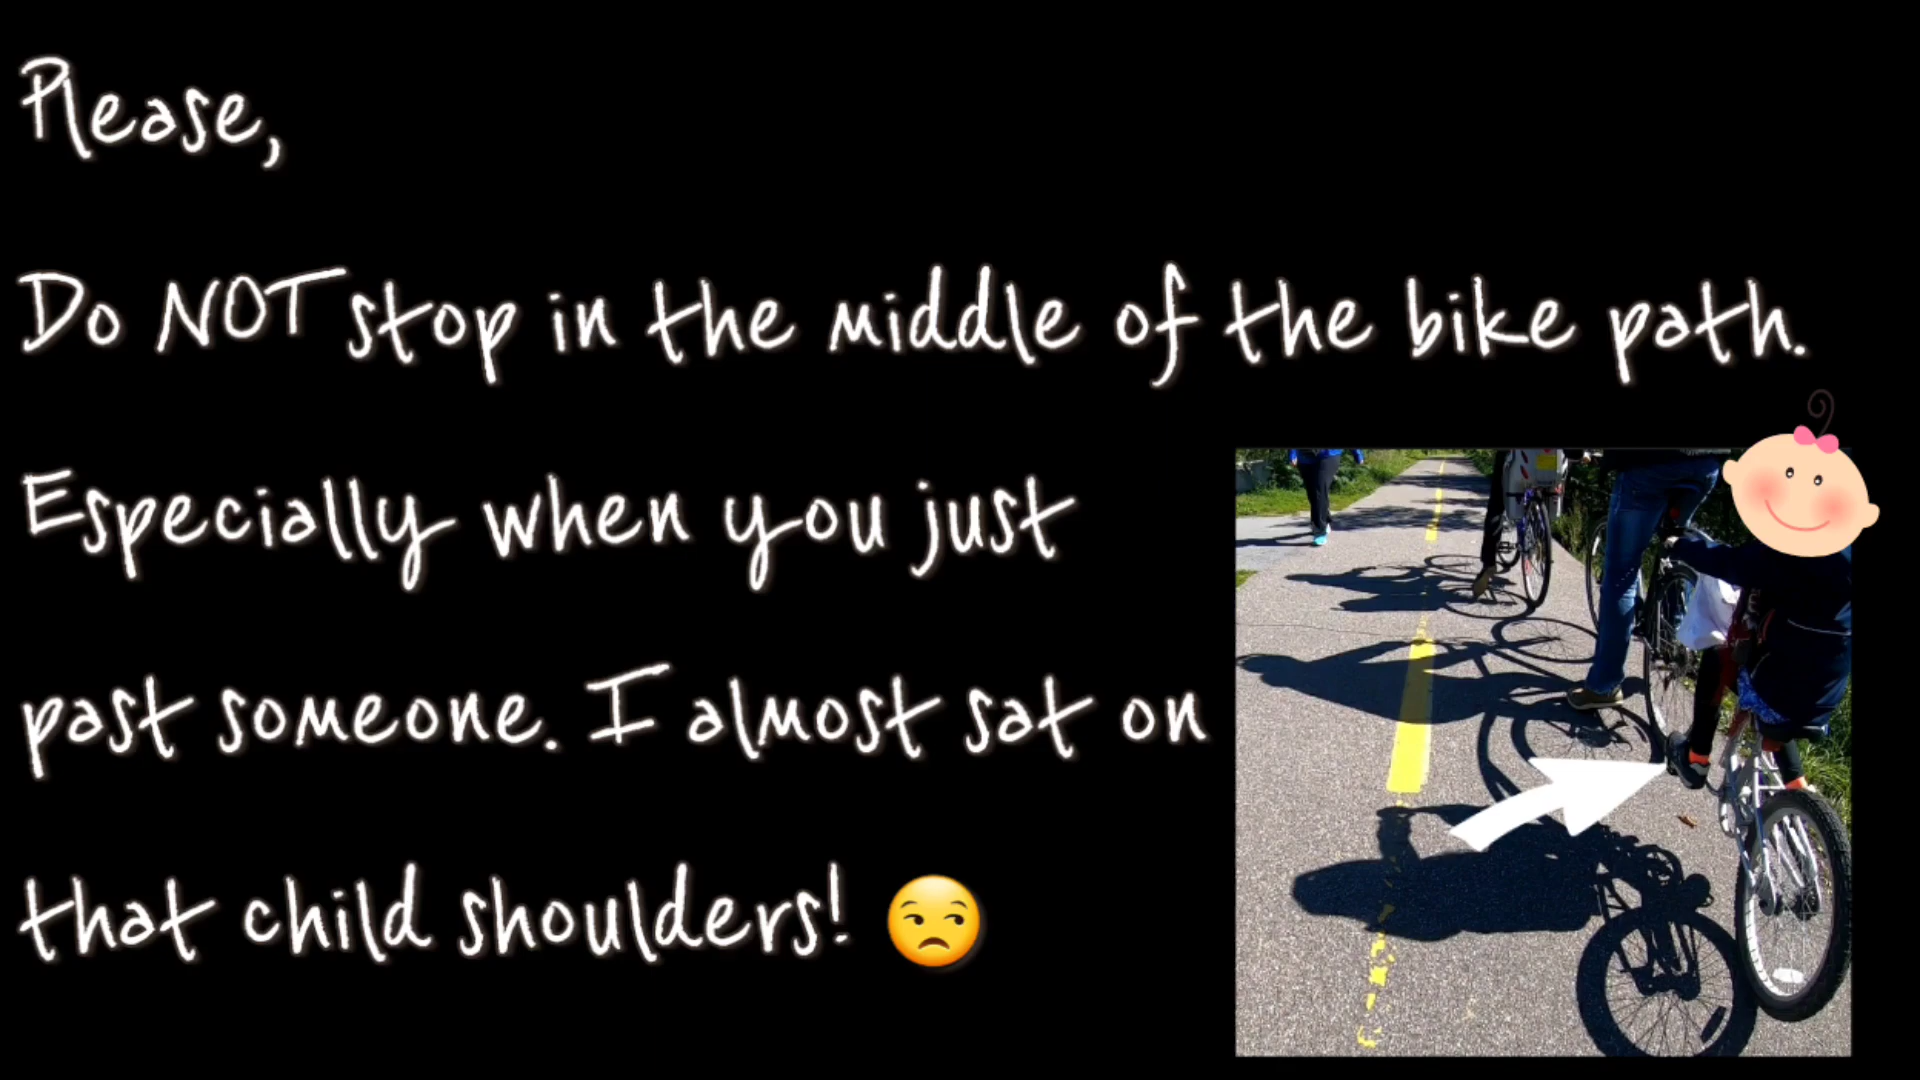 Please,
Do NOT stop in the middle of the bike path.
Especially when you just
past someone. I almost sat on
that child shoulders! 😒